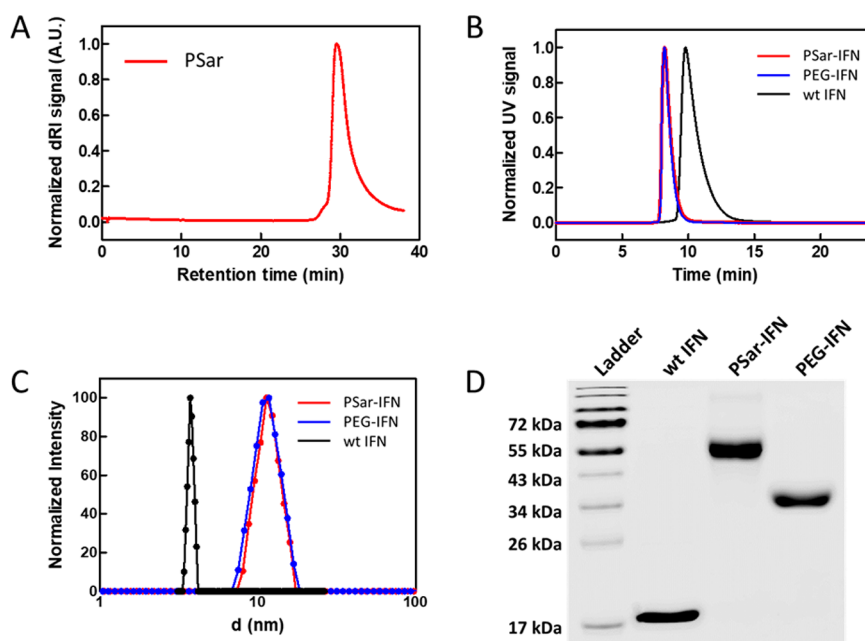 A
Normalized dRI signal (A.U.)
1.0
0.8
0.6
0.4
0.2
0.0
PSar
0 10 20 30 40
Retention time (min)
B
Normalized UV signal
1.0
0.8
0.6
0.4
0.2
0.0
PSar-IFN
PEG-IFN
wt IFN
0 5 10 15 20
Time (min)
C
Normalized Intensity
100
80
60
40
20
0
PSar-IFN
PEG-IFN
wt IFN
1 10 100
d (nm)
D
Ladder
wt IFN
PSar-IFN
PEG-IFN
72 kDa
55 kDa
43 kDa
34 kDa
26 kDa
17 kDa